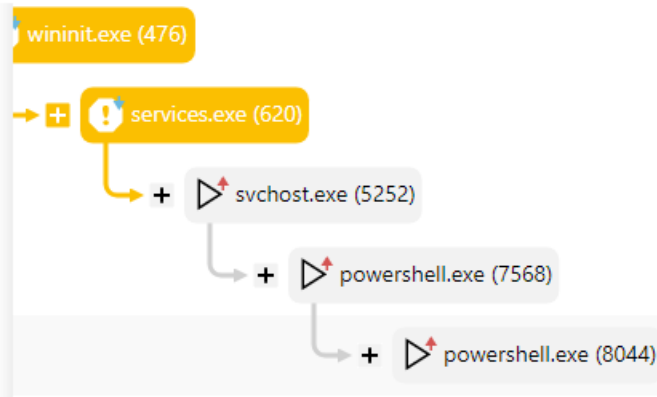 wininit.exe (476)
services.exe (620)
svchost.exe (5252)
powershell.exe (7568)
powershell.exe (8044)